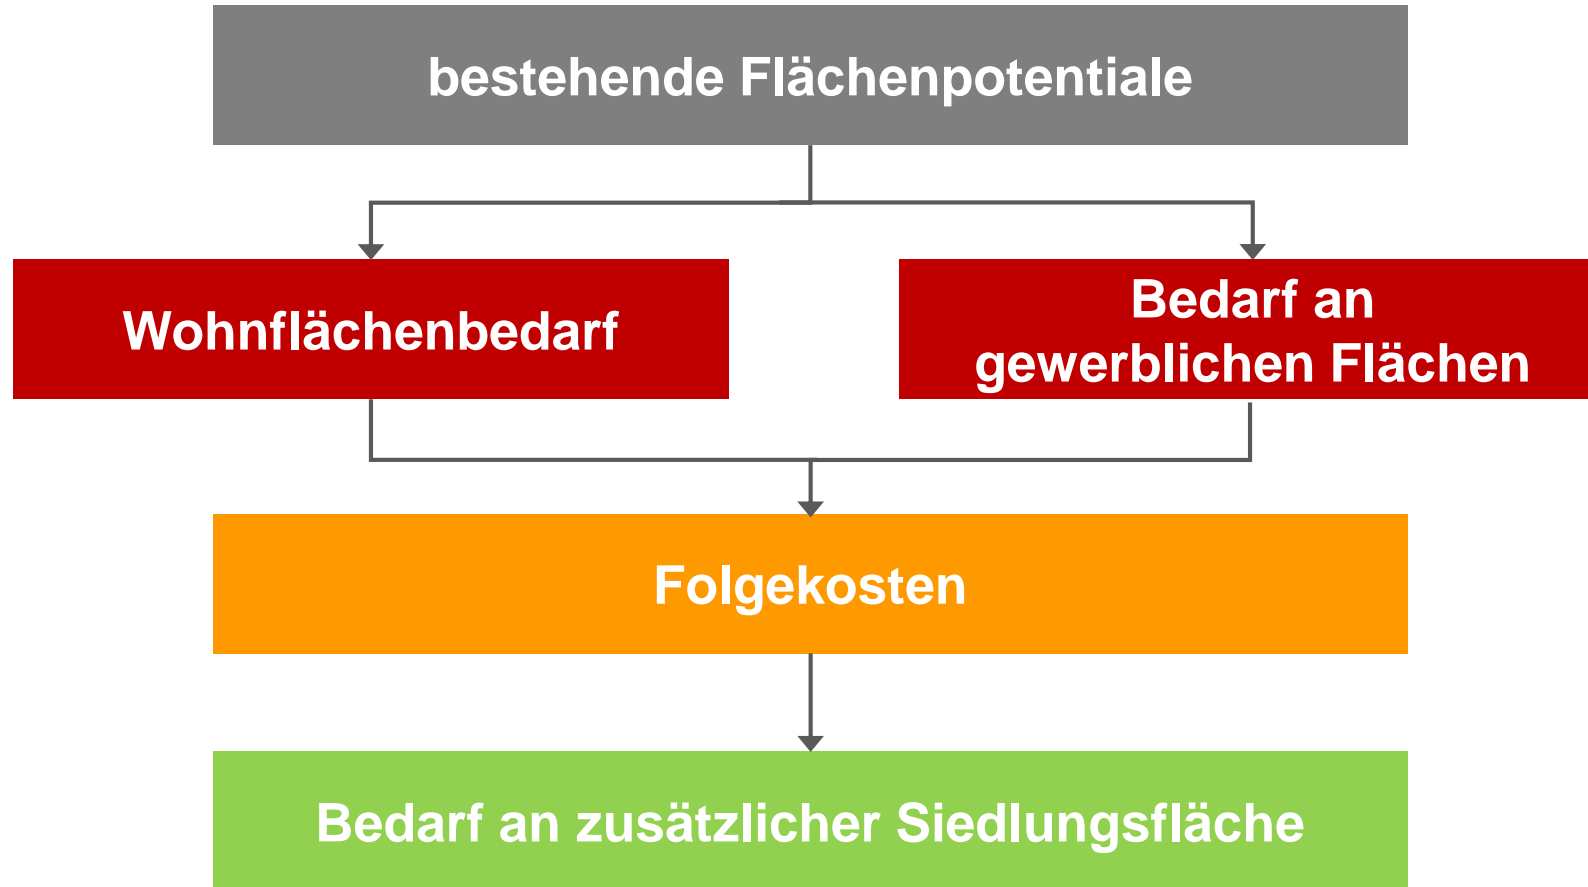 bestehende Flächenpotentiale
Wohnflächenbedarf
Bedarf an
gewerblichen Flächen
Folgekosten
Bedarf an zusätzlicher Siedlungsfläche